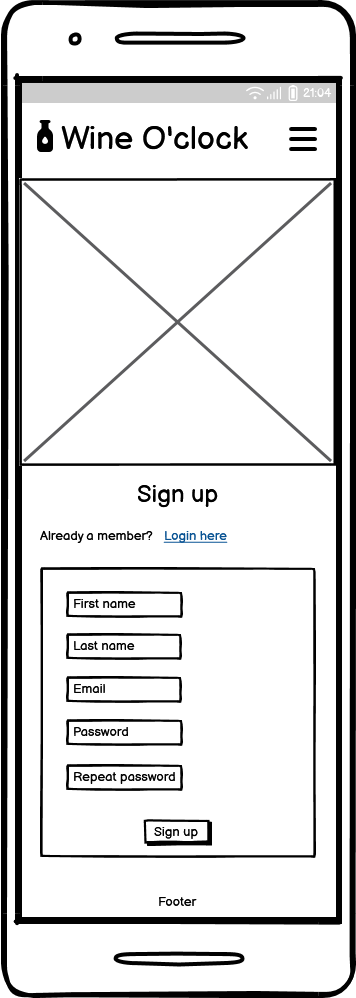 21:04
Wine O'clock
Sign up
Already a member? Login here
First name
Last name
Email
Password
Repeat password
Sign up
Footer